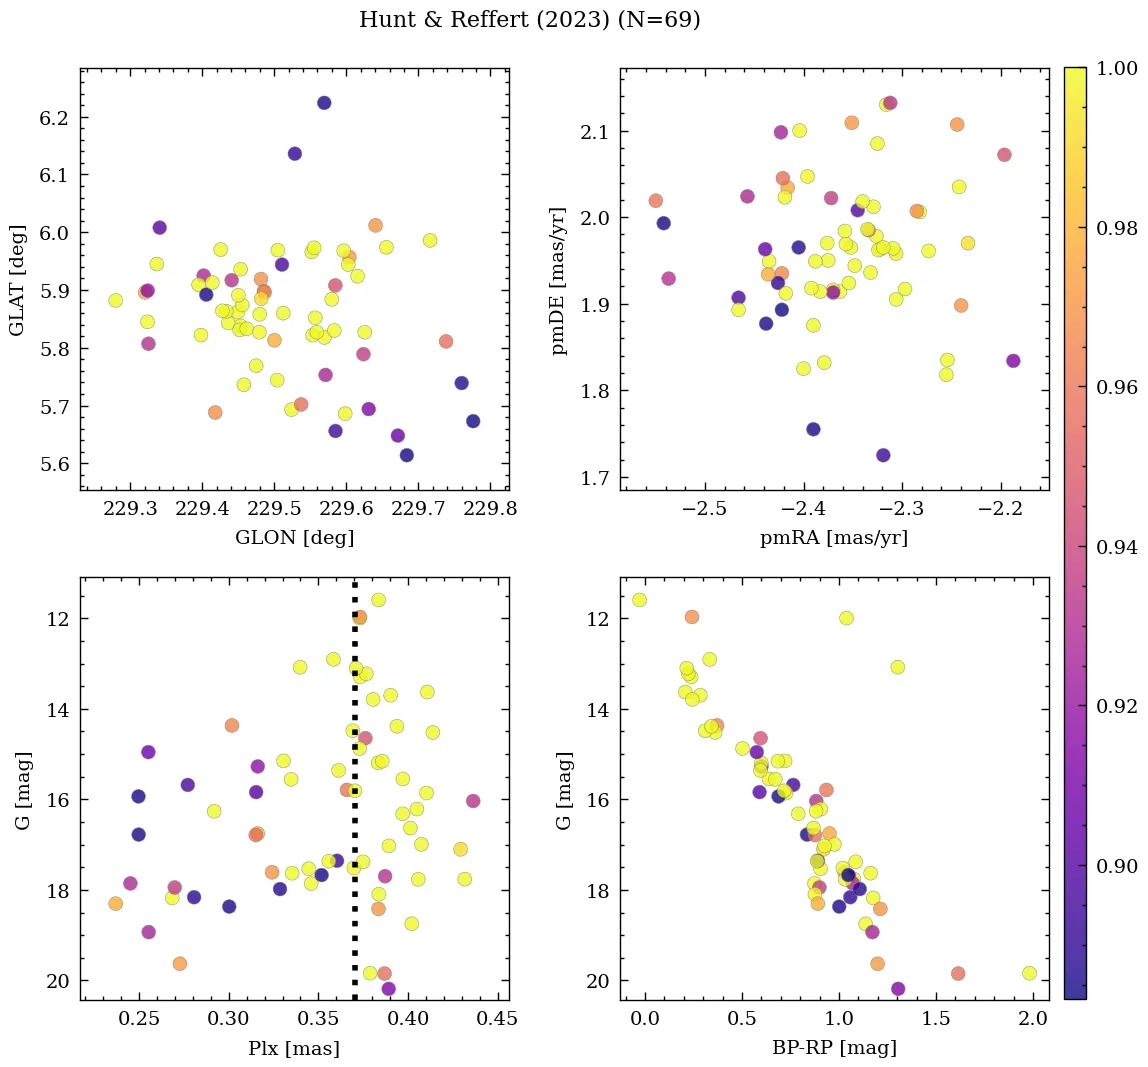 Hunt & Reffert (2023) (N=69)
6.2
6.1
6.0
5.9
5.8
5.7
5.6
GLAT [deg]
229.3 229.4 229.5 229.6 229.7 229.8
GLON [deg]
2.1
2.0
1.9
1.8
1.7
pmDE [mas/yr]
−2.5 −2.4 −2.3 −2.2
pmRA [mas/yr]
1.00
0.98
0.96
0.94
0.92
0.90
12
14
16
18
20
G [mag]
0.25 0.30 0.35 0.40 0.45
Plx [mas]
12
14
16
18
20
G [mag]
0.0 0.5 1.0 1.5 2.0
BP-RP [mag]